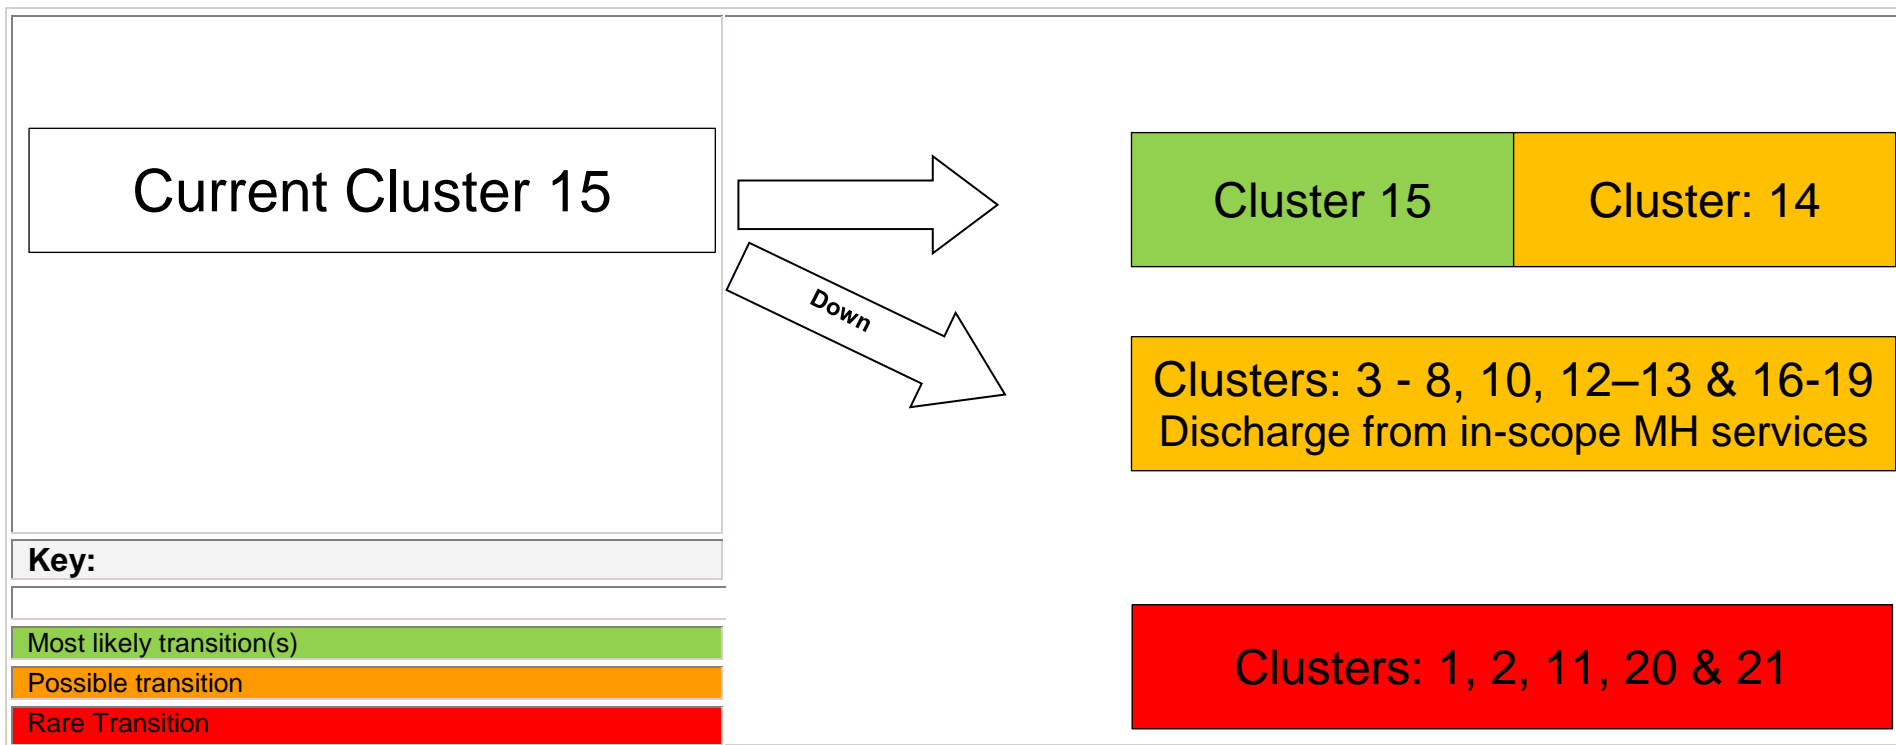 Current Cluster 15
Cluster 15
Cluster: 14
Down
Clusters: 3 - 8, 10, 12–13 & 16-19
Discharge from in-scope MH services
Key:
Most likely transition(s)
Possible transition
Rare Transition
Clusters: 1, 2, 11, 20 & 21